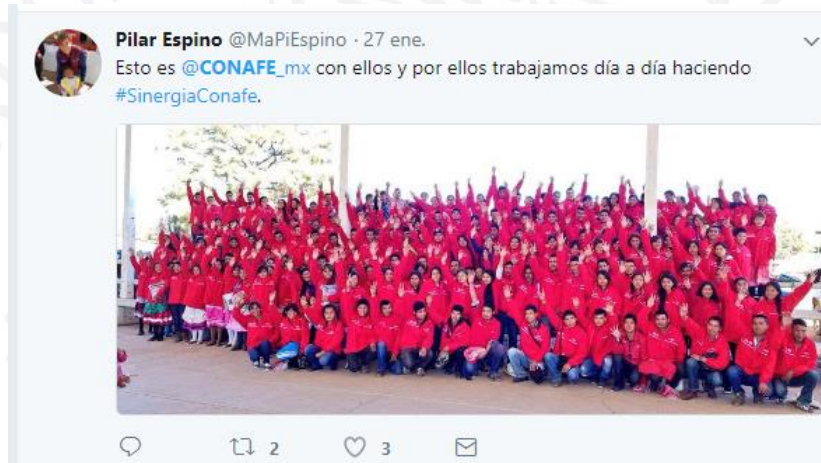 Pilar Espino @MaPiEspino · 27 ene.
Esto es @CONAFE_mx con ellos y por ellos trabajamos día a día haciendo
#SinergiaConafe.
2 3